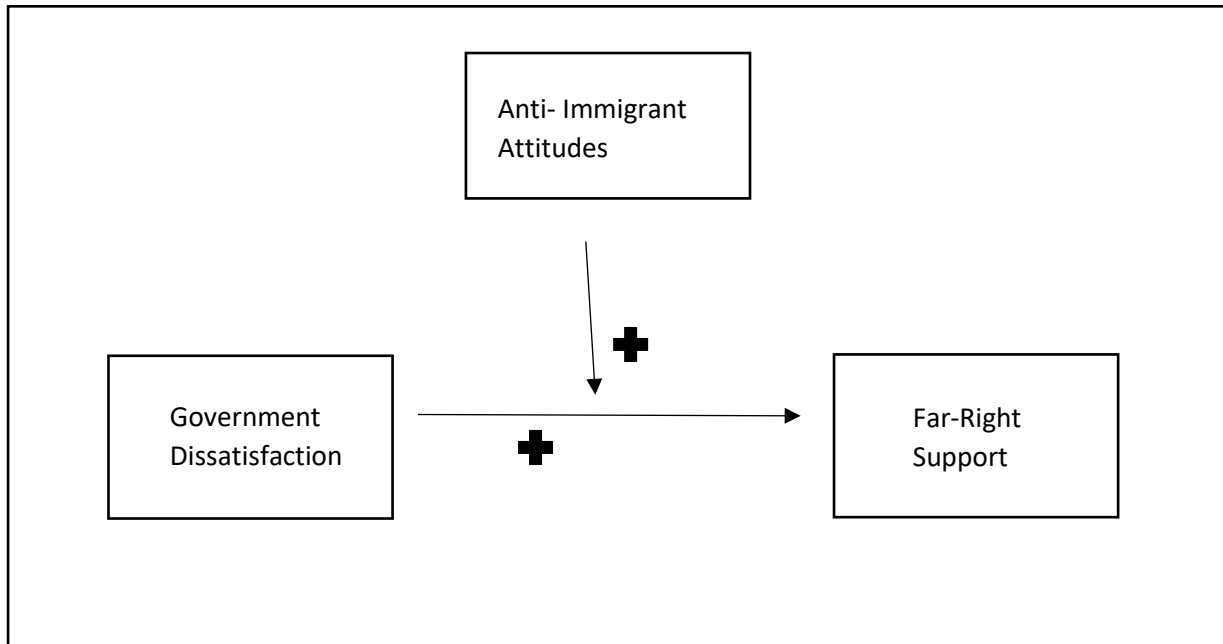 Anti- Immigrant
Attitudes
Government
Dissatisfaction
Far-Right
Support